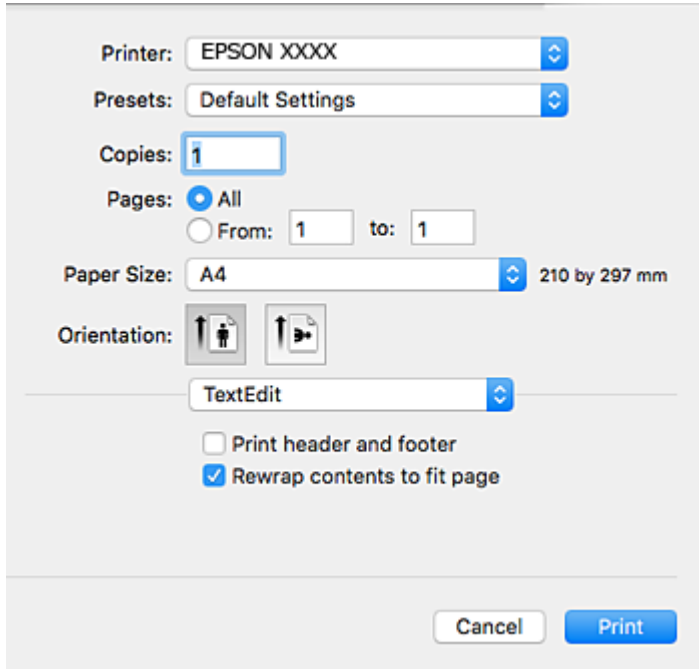 Printer: EPSON XXXX
Presets: Default Settings
Copies: 1
Pages: All
From: 1 to: 1
Paper Size: A4 210 by 297 mm
Orientation:
TextEdit
Print header and footer
Rewrap contents to fit page
Cancel Print